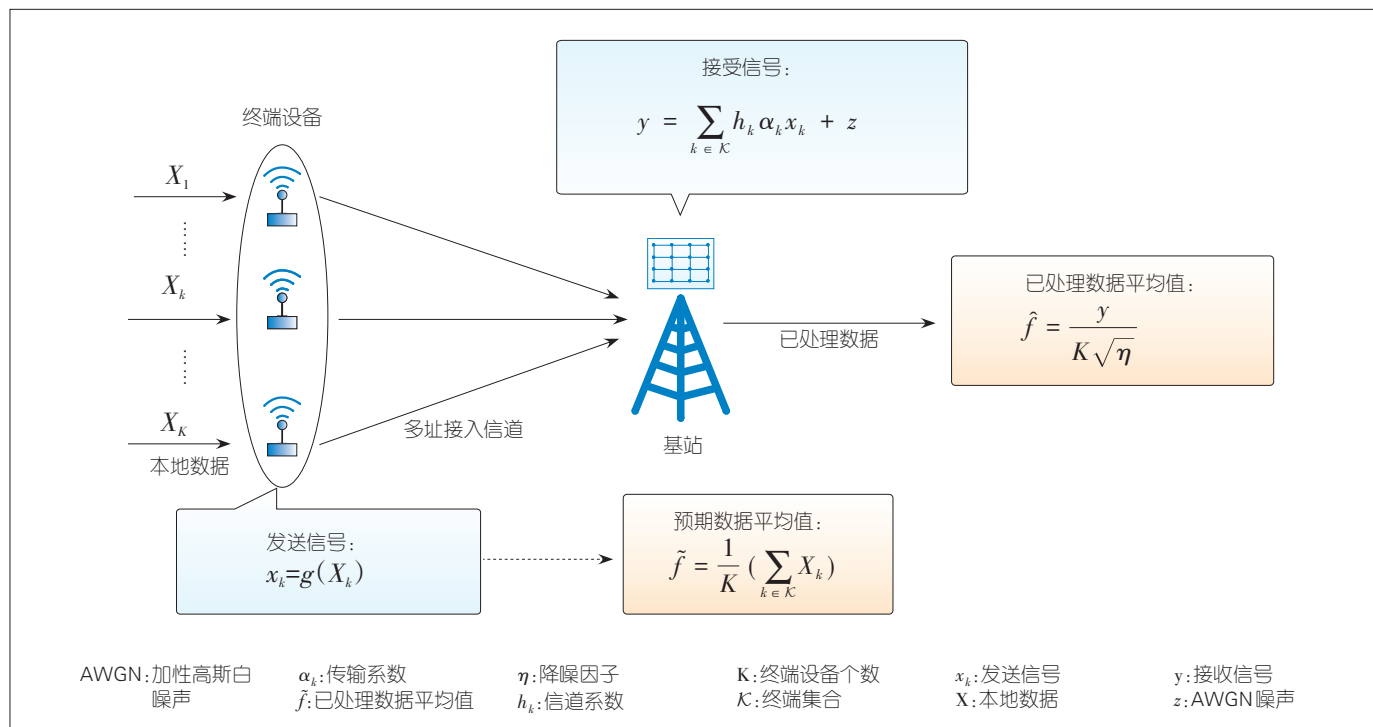 接受信号：
y = ∑_{k ∈ 𝒦} h_k α_k x_k + z
终端设备
X_1
……
X_k
……
X_K
本地数据
多址接入信道
基站
已处理数据
已处理数据平均值：
f̂ = y / (K√η)
发送信号：
x_k=g(X_k)
预期数据平均值：
f̃ = 1/K (∑_{k ∈ 𝒦} X_k)
AWGN：加性高斯白
噪声
α_k：传输系数
f̃：已处理数据平均值
η：降噪因子
h_k：信道系数
K：终端设备个数
𝒦：终端集合
x_k：发送信号
X：本地数据
y：接收信号
z：AWGN噪声